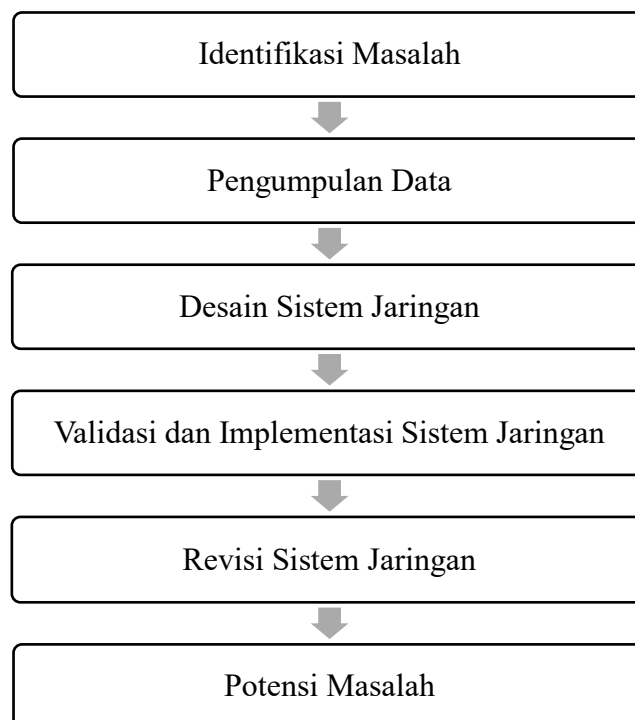 Identifikasi Masalah
Pengumpulan Data
Desain Sistem Jaringan
Validasi dan Implementasi Sistem Jaringan
Revisi Sistem Jaringan
Potensi Masalah